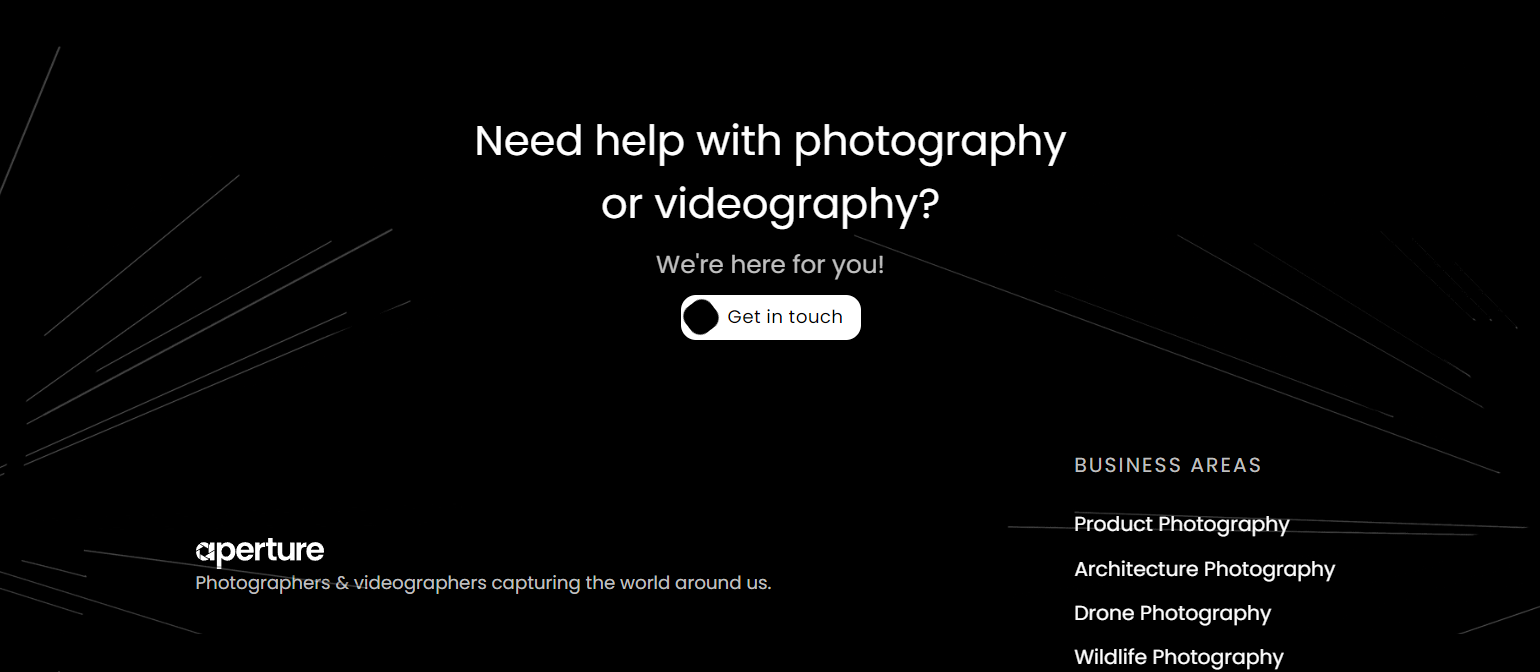 Need help with photography
or videography?
We're here for you!
Get in touch
aperture
Photographers & videographers capturing the world around us.
BUSINESS AREAS
Product Photography
Architecture Photography
Drone Photography
Wildlife Photography